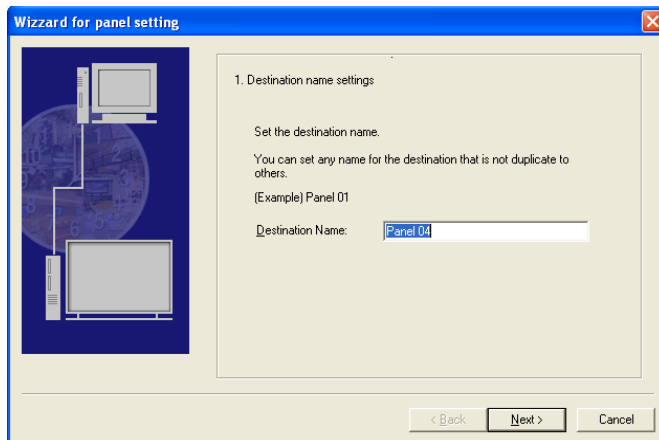 Wizzard for panel setting
1. Destination name settings
Set the destination name.
You can set any name for the destination that is not duplicate to
others.
(Example) Panel 01
Destination Name: Panel 04
< Back Next > Cancel